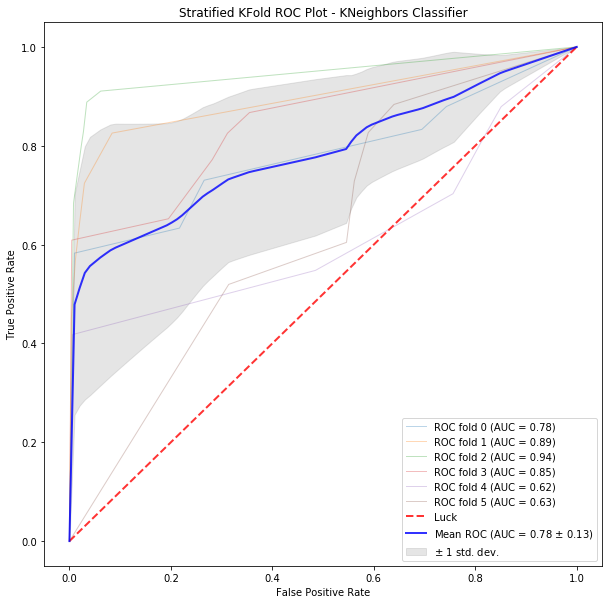 Stratified KFold ROC Plot - KNeighbors Classifier
True Positive Rate
1.0
0.8
0.6
0.4
0.2
0.0
ROC fold 0 (AUC = 0.78)
ROC fold 1 (AUC = 0.89)
ROC fold 2 (AUC = 0.94)
ROC fold 3 (AUC = 0.85)
ROC fold 4 (AUC = 0.62)
ROC fold 5 (AUC = 0.63)
Luck
Mean ROC (AUC = 0.78 ± 0.13)
± 1 std. dev.
0.0 0.2 0.4 0.6 0.8 1.0
False Positive Rate